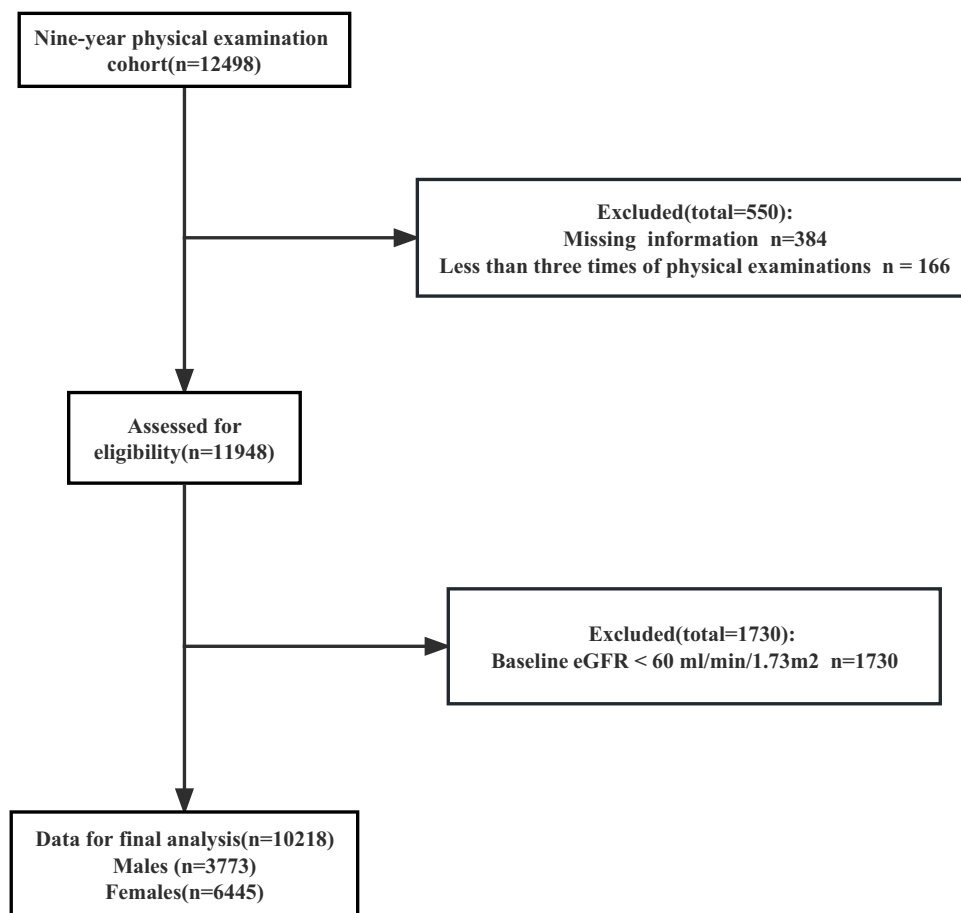 Nine-year physical examination
cohort(n=12498)
Excluded(total=550):
Missing information n=384
Less than three times of physical examinations n = 166
Assessed for
eligibility(n=11948)
Excluded(total=1730):
Baseline eGFR < 60 ml/min/1.73m2 n=1730
Data for final analysis(n=10218)
Males (n=3773)
Females(n=6445)